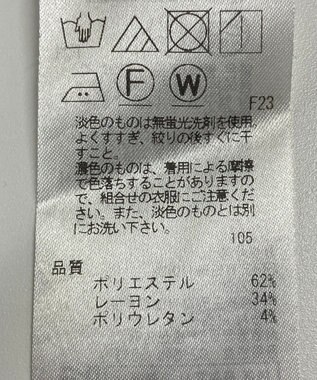 F W
F23
淡色のものは無蛍光洗剤を使用、
よくすすぎ、絞りの後すぐに干
すこと。
濃色のものは、着用による摩擦
で色落ちすることがありますの
で、組合せの衣服にご注意くだ
さい。また、淡色のものとは別
にお洗い下さい。
105
品質
ポリエステル 62%
レーヨン 34%
ポリウレタン 4%